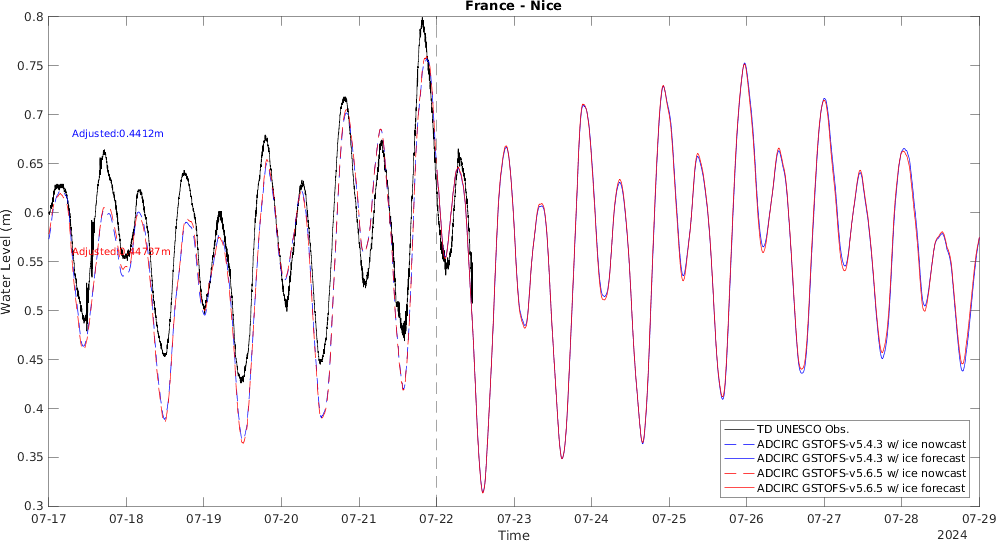 France - Nice
0.8
0.75
0.7
0.65
0.6
0.55
0.5
0.45
0.4
0.35
0.3
Water Level (m)
Adjusted:0.4412m
TD UNESCO Obs.
ADCIRC GSTOFS-v5.4.3 w/ ice nowcast
ADCIRC GSTOFS-v5.4.3 w/ ice forecast
ADCIRC GSTOFS-v5.6.5 w/ ice nowcast
ADCIRC GSTOFS-v5.6.5 w/ ice forecast
07-17 07-18 07-19 07-20 07-21 07-22 07-23 07-24 07-25 07-26 07-27 07-28 07-29
Time
2024